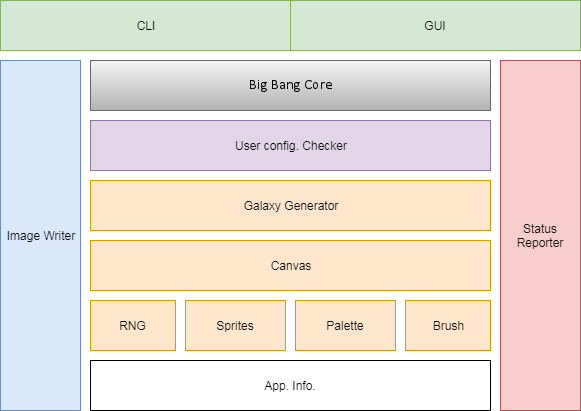 CLI
GUI
Big Bang Core
User config. Checker
Galaxy Generator
Image Writer
Status
Reporter
Canvas
RNG
Sprites
Palette
Brush
App. Info.